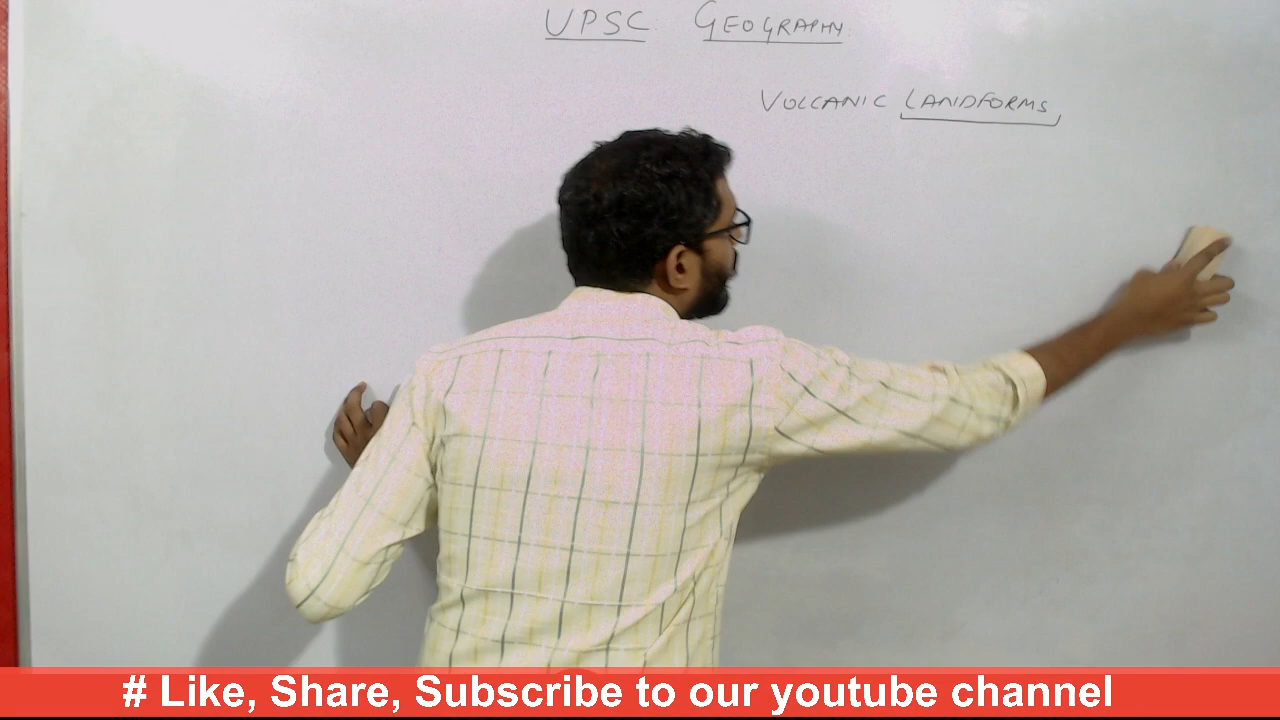 UPSC GEOGRAPHY
VOLCANIC LANDFORMS
# Like, Share, Subscribe to our youtube channel